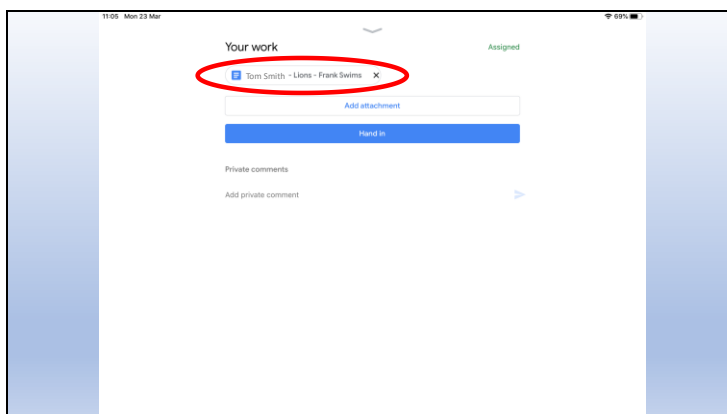 11:05 Mon 23 Mar 69%
Your work Assigned
Tom Smith - Lions - Frank Swims
Add attachment
Hand in
Private comments
Add private comment